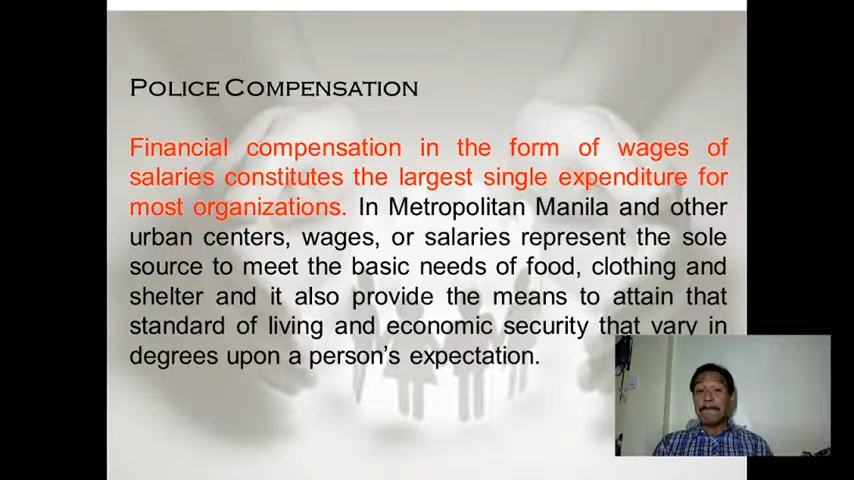 Police Compensation
Financial compensation in the form of wages of
salaries constitutes the largest single expenditure for
most organizations. In Metropolitan Manila and other
urban centers, wages, or salaries represent the sole
source to meet the basic needs of food, clothing and
shelter and it also provide the means to attain that
standard of living and economic security that vary in
degrees upon a person's expectation.